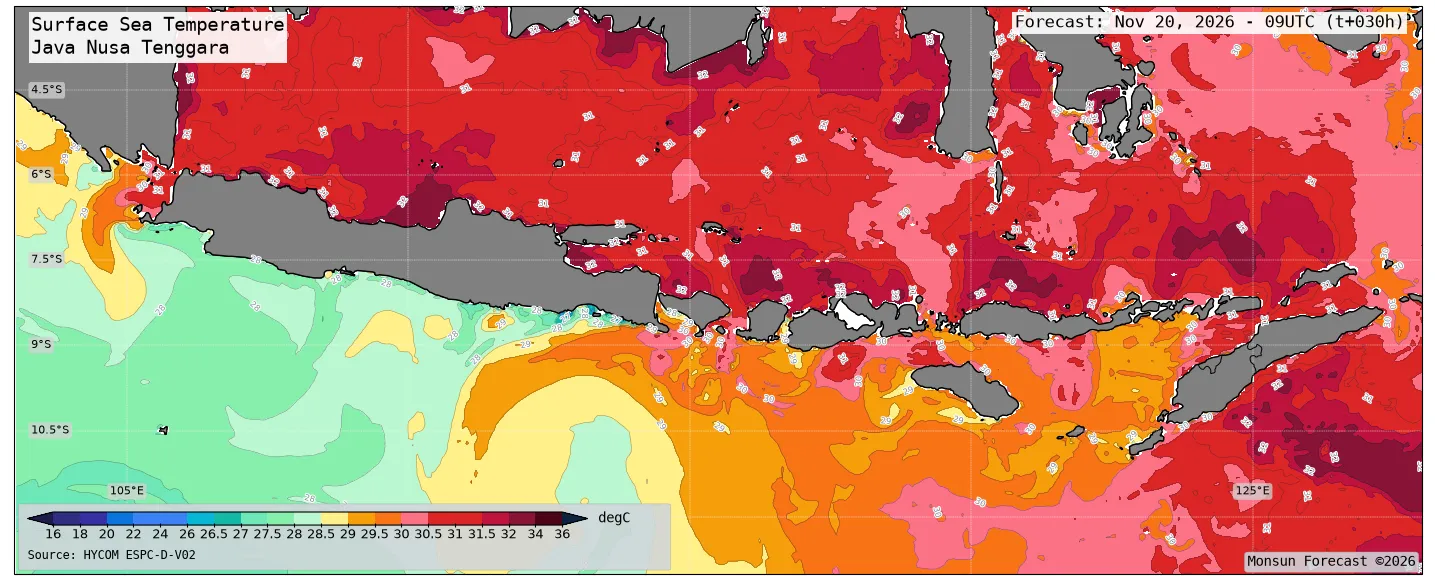 Surface Sea Temperature
Java Nusa Tenggara
Forecast: Nov 20, 2026 - 09UTC (t+030h)
4.5°S
6°S
7.5°S
9°S
10.5°S
105°E
125°E
16 18 20 22 24 26 26.5 27 27.5 28 28.5 29 29.5 30 30.5 31 31.5 32 34 36
degC
Source: HYCOM ESPC-D-V02
Monsun Forecast ©2026